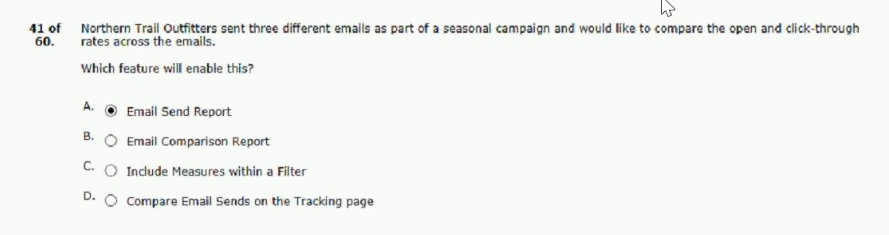 41 of Northern Trail Outfitters sent three different emails as part of a seasonal campaign and would like to compare the open and click-through
60. rates across the emails.
Which feature will enable this?
A. Email Send Report
B. Email Comparison Report
C. Include Measures within a Filter
D. Compare Email Sends on the Tracking page